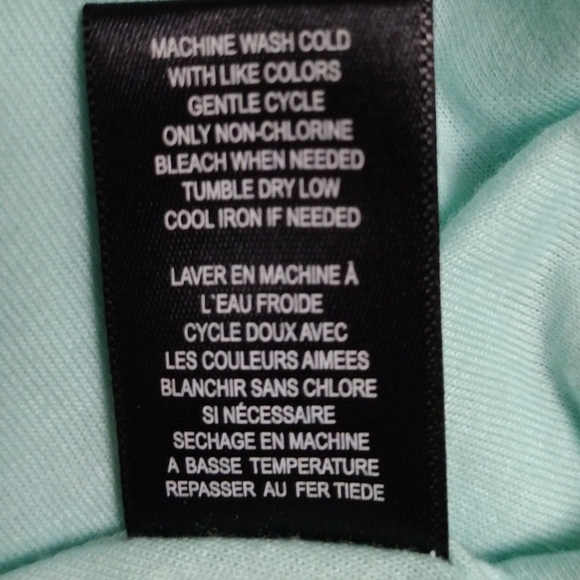 MACHINE WASH COLD
WITH LIKE COLORS
GENTLE CYCLE
ONLY NON-CHLORINE
BLEACH WHEN NEEDED
TUMBLE DRY LOW
COOL IRON IF NEEDED
LAVER EN MACHINE À
L`EAU FROIDE
CYCLE DOUX AVEC
LES COULEURS AIMEES
BLANCHIR SANS CHLORE
SI NÉCESSAIRE
SECHAGE EN MACHINE
A BASSE TEMPERATURE
REPASSER AU FER TIEDE